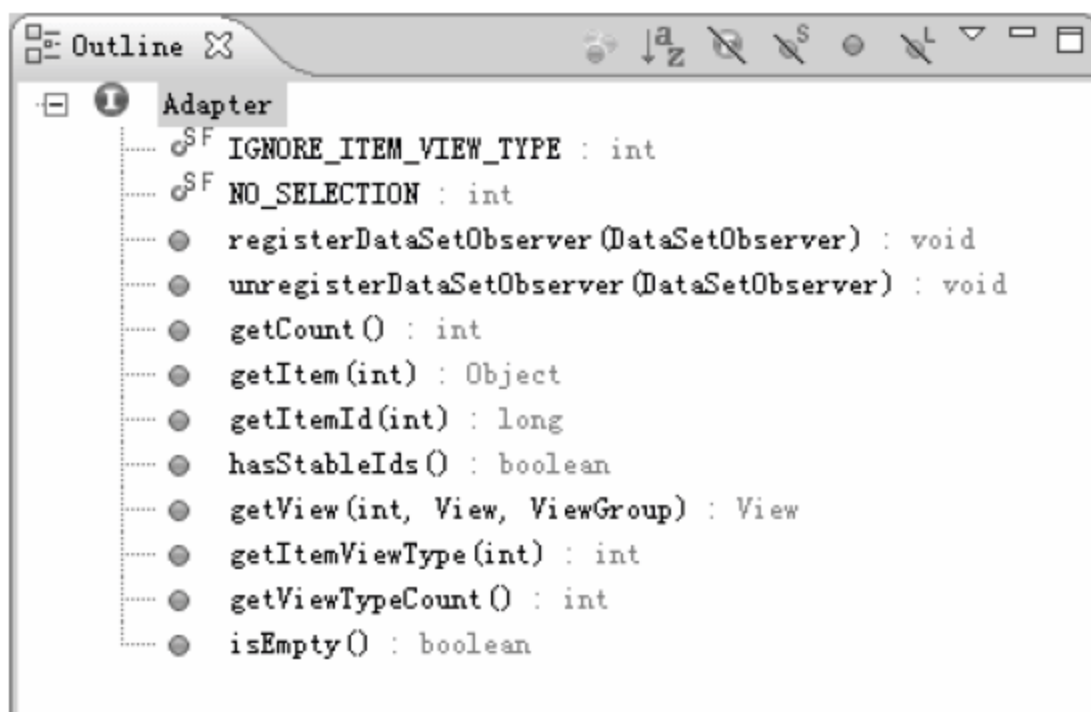 Outline
Adapter
IGNORE_ITEM_VIEW_TYPE : int
NO_SELECTION : int
registerDataSetObserver(DataSetObserver) : void
unregisterDataSetObserver(DataSetObserver) : void
getCount() : int
getItem(int) : Object
getItemId(int) : long
hasStableIds() : boolean
getView(int, View, ViewGroup) : View
getItemViewType(int) : int
getViewTypeCount() : int
isEmpty() : boolean